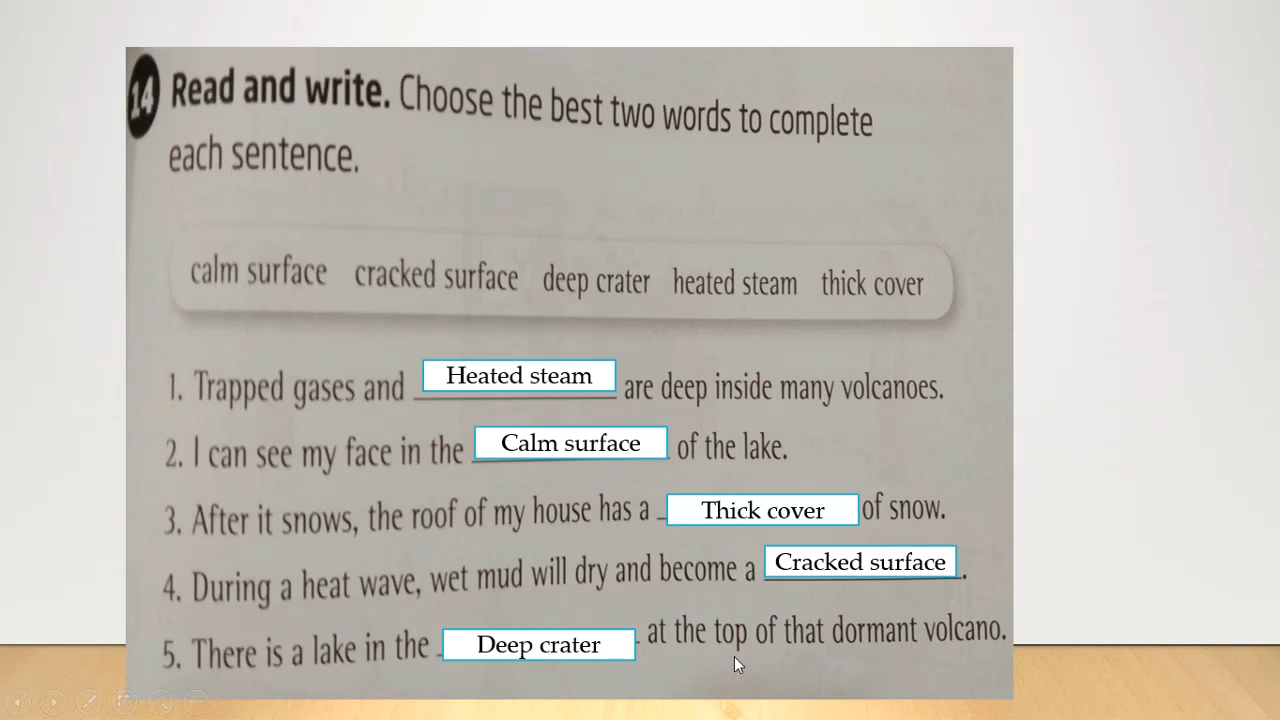 14 Read and write. Choose the best two words to complete
each sentence.
calm surface cracked surface deep crater heated steam thick cover
1. Trapped gases and Heated steam are deep inside many volcanoes.
2. I can see my face in the Calm surface of the lake.
3. After it snows, the roof of my house has a Thick cover of snow.
4. During a heat wave, wet mud will dry and become a Cracked surface.
5. There is a lake in the Deep crater at the top of that dormant volcano.